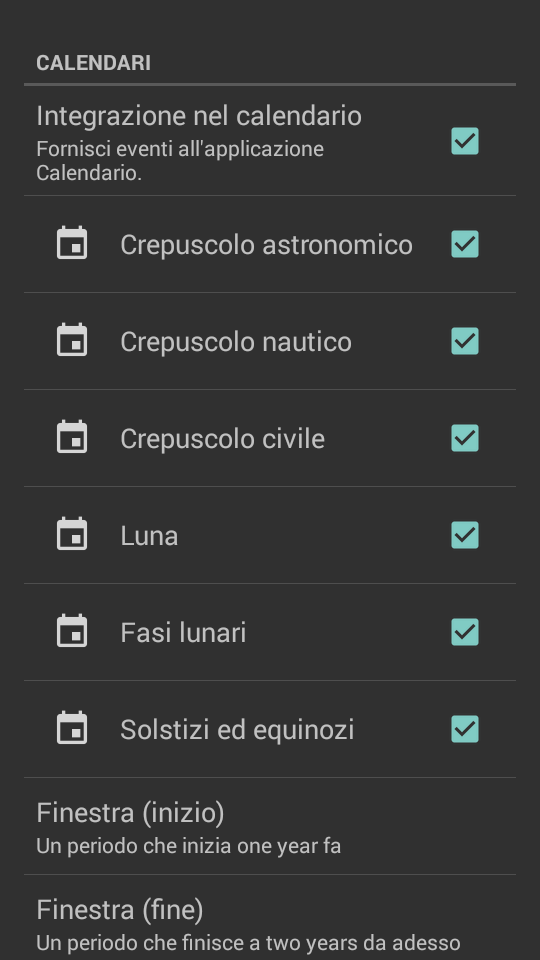 CALENDARI
Integrazione nel calendario
Fornisci eventi all'applicazione
Calendario.
Crepuscolo astronomico
Crepuscolo nautico
Crepuscolo civile
Luna
Fasi lunari
Solstizi ed equinozi
Finestra (inizio)
Un periodo che inizia one year fa
Finestra (fine)
Un periodo che finisce a two years da adesso